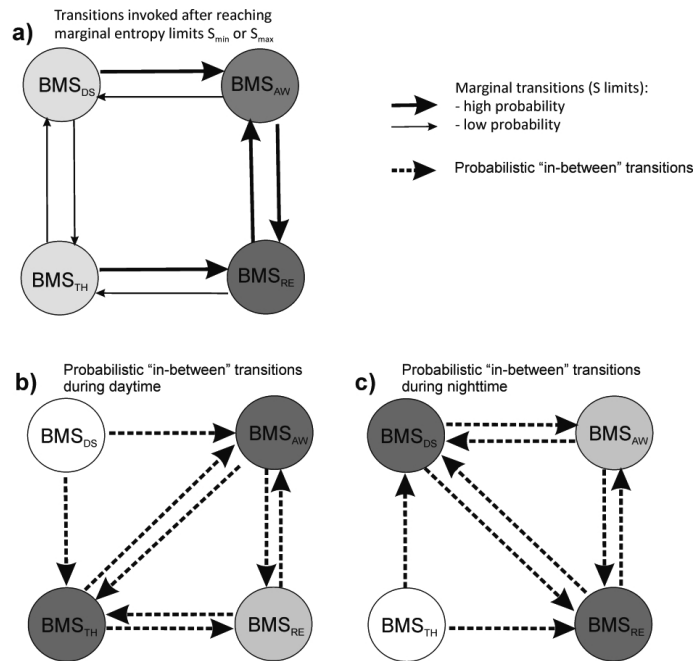 a)
Transitions invoked after reaching
marginal entropy limits Smin or Smax
BMSDS
BMSAW
BMSTH
BMSRE
Marginal transitions (S limits):
- high probability
- low probability
Probabilistic "in-between" transitions
b)
Probabilistic "in-between" transitions
during daytime
BMSDS
BMSAW
BMSTH
BMSRE
c)
Probabilistic "in-between" transitions
during nighttime
BMSDS
BMSAW
BMSTH
BMSRE